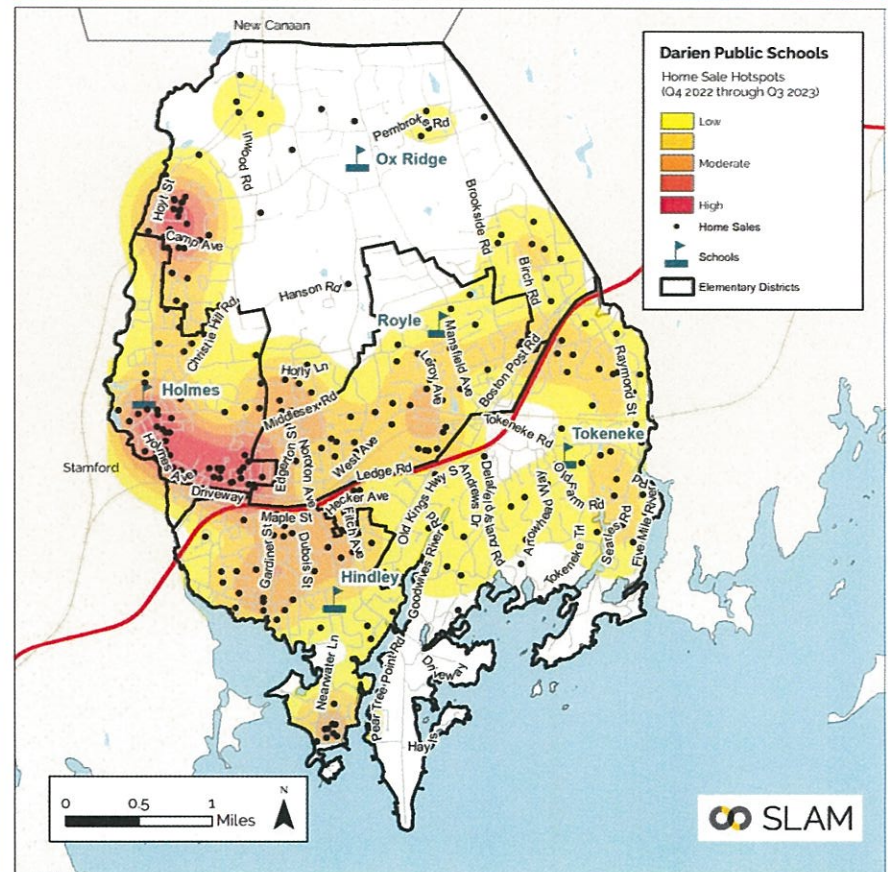 New Canaan
Darien Public Schools
Home Sale Hotspots
(Q4 2022 through Q3 2023)
Low
Moderate
High
Home Sales
Schools
Elementary Districts
Pembroke Rd
Inwood Rd
Ox Ridge
Hoyt St
Brookside Rd
Camp Ave
Birch Rd
Hanson Rd
Christie Hill Rd
Royle
Mansfield Ave
Boston Post Rd
Raymond St
Leroy Ave
Holly Ln
Holmes
Middlesex Rd
Tokeneke Rd
Tokeneke
Edgerton St
Noroton Ave
West Ave
Stamford
Holmes Ave
Ledge Rd
Driveway
Hecker Ave
Old Kings Hwy S
Andrews Dr
Delafield Island Rd
Arrowhead Way
Old Farm Rd
Maple St
Fitch Ave
Gardiner St
Dubois St
Searles Rd
Five Mile River Rd
Tokeneke Trl
Goodwives River Rd
Hindley
Nearwater Ln
Pear Tree Point Rd
Driveway
Hay Is
0 0.5 1
Miles
N
SLAM